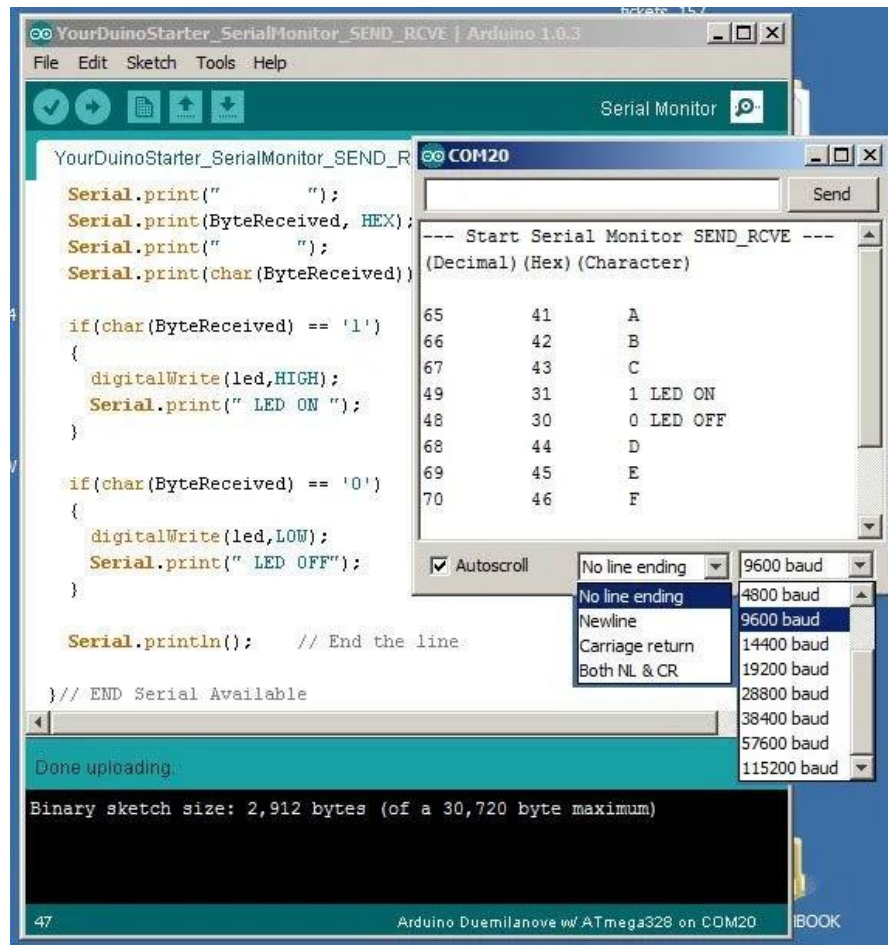 tickets 157
YourDuinoStarter_SerialMonitor_SEND_RCVE | Arduino 1.0.3
File Edit Sketch Tools Help
Serial Monitor
YourDuinoStarter_SerialMonitor_SEND_R
Serial.print("        ");
Serial.print(ByteReceived, HEX);
Serial.print("        ");
Serial.print(char(ByteReceived))
if(char(ByteReceived) == '1')
{
digitalWrite(led,HIGH);
Serial.print(" LED ON ");
}
if(char(ByteReceived) == '0')
{
digitalWrite(led,LOW);
Serial.print(" LED OFF");
}
Serial.println();    // End the line
}// END Serial Available
COM20
Send
--- Start Serial Monitor SEND_RCVE ---
(Decimal)(Hex)(Character)
65 41 A
66 42 B
67 43 C
49 31 1 LED ON
48 30 0 LED OFF
68 44 D
69 45 E
70 46 F
Autoscroll No line ending 9600 baud
No line ending
Newline
Carriage return
Both NL & CR
4800 baud
9600 baud
14400 baud
19200 baud
28800 baud
38400 baud
57600 baud
115200 baud
Done uploading.
Binary sketch size: 2,912 bytes (of a 30,720 byte maximum)
47 Arduino Duemilanove w/ ATmega328 on COM20
IBOOK